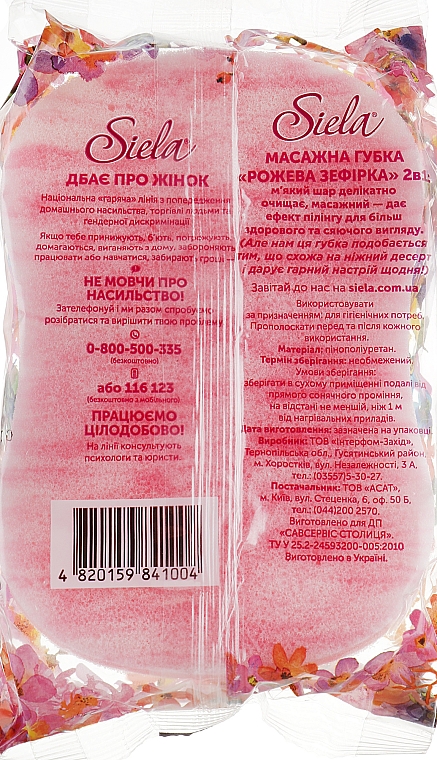 Siela
ДБАЄ ПРО ЖІНОК
Національна «гаряча» лінія з попередження
домашнього насильства, торгівлі людьми та
гендерної дискримінації
Якщо тебе принижують, б'ють, погрожують,
домагаються, виганяють з дому, забороняють
працювати або навчатися, забирають гроші —
НЕ МОВЧИ ПРО
НАСИЛЬСТВО!
Зателефонуй і ми разом спробуємо
розібратися та вирішити твою проблему
0-800-500-335
(безкоштовно)
або 116 123
(безкоштовно з мобільного)
ПРАЦЮЄМО
ЦІЛОДОБОВО!
На лінії консультують
психологи та юристи.
4 820159 841004
Siela
МАСАЖНА ГУБКА
«РОЖЕВА ЗЕФІРКА» 2в1:
м'який шар делікатно
очищає, масажний — дає
ефект пілінгу для більш
здорового та сяючого вигляду.
(Але нам ця губка подобається
тим, що схожа на ніжний десерт
і дарує гарний настрій щодня!)
Завітай до нас на siela.com.ua
Використовувати
за призначенням: для гігієнічних потреб.
Прополоскати перед та після кожного
використання.
Матеріал: пінополіуретан.
Термін зберігання: необмежений.
Умови зберігання:
зберігати в сухому приміщенні подалі від
прямого сонячного проміння,
на відстані не меншій, ніж 1 м
від нагрівальних приладів.
Дата виготовлення: зазначена на упаковці.
Виробник: ТОВ «Інтерфом-Захід»,
Тернопільська обл., Гусятинський район,
м. Хоростків, вул. Незалежності, 3 А,
тел.: (03557)5-30-27.
Постачальник: ТОВ «АСАТ»,
м. Київ, вул. Стеценка, 6, оф. 50 Б,
тел.: (044)200 2570.
Виготовлено для ДП
«САВСЕРВІС СТОЛИЦЯ».
ТУ У 25.2-24593200-005:2010
Виготовлено в Україні.